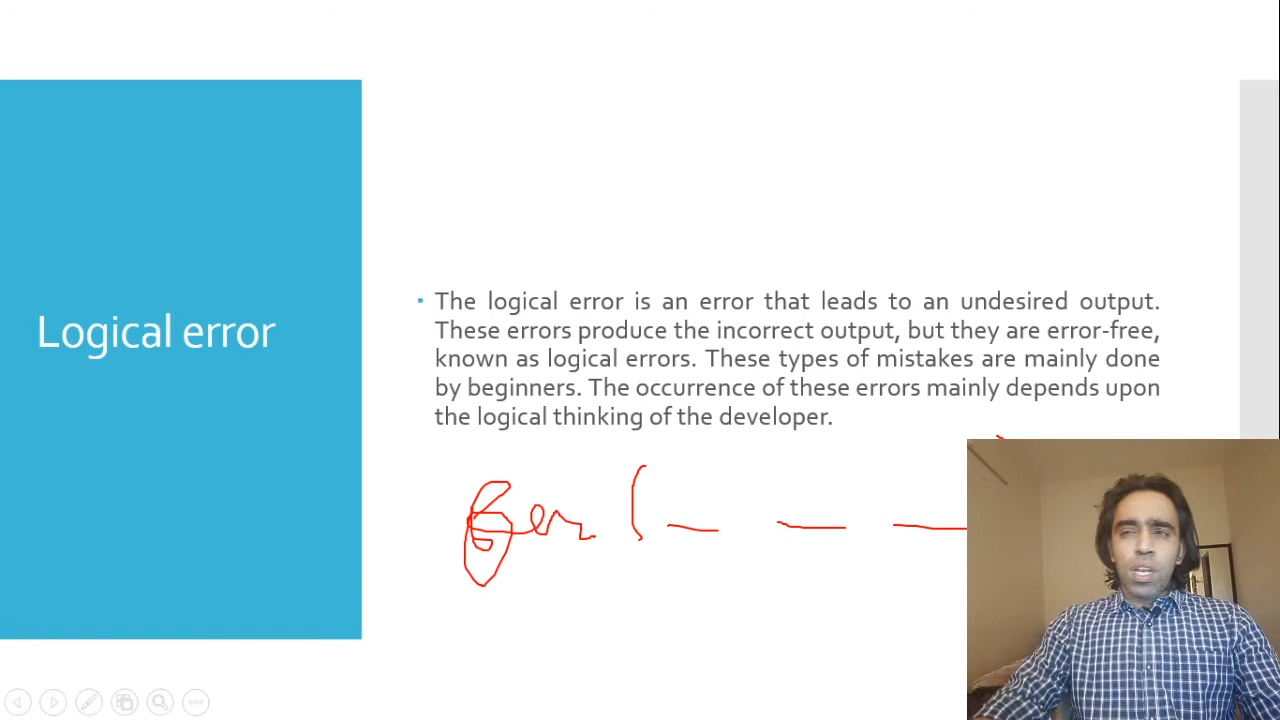 Logical error
• The logical error is an error that leads to an undesired output.
These errors produce the incorrect output, but they are error-free,
known as logical errors. These types of mistakes are mainly done
by beginners. The occurrence of these errors mainly depends upon
the logical thinking of the developer.